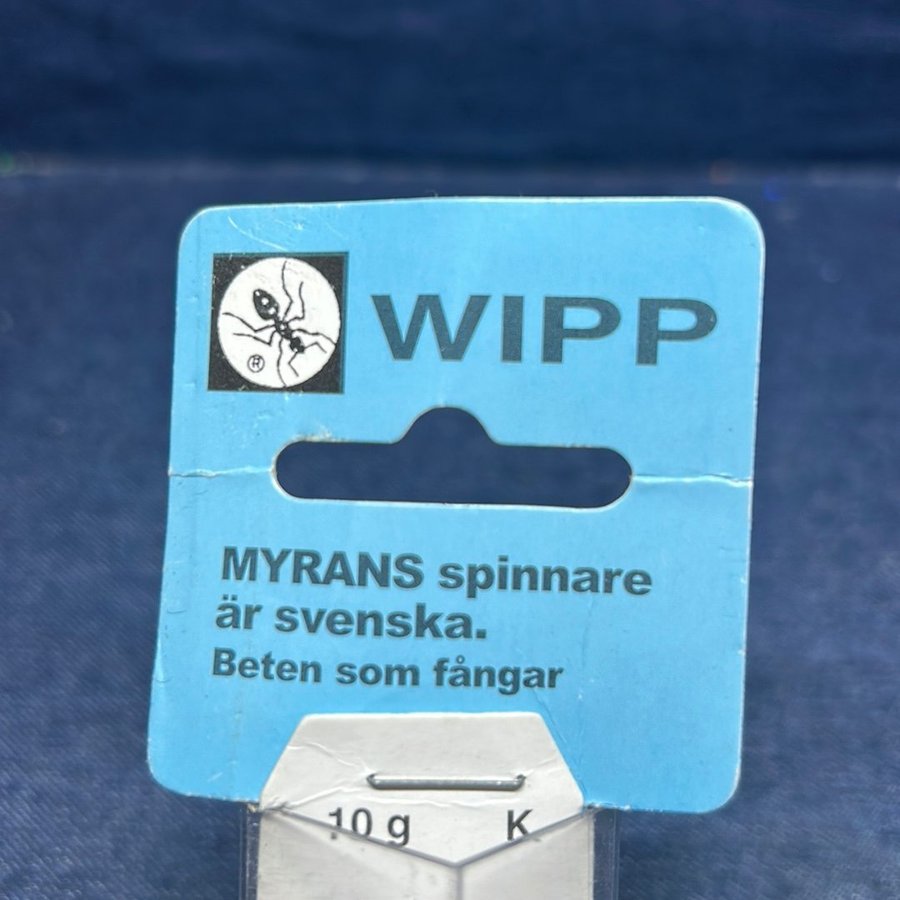 ®
WIPP
MYRANS spinnare
är svenska.
Beten som fångar
10 g K